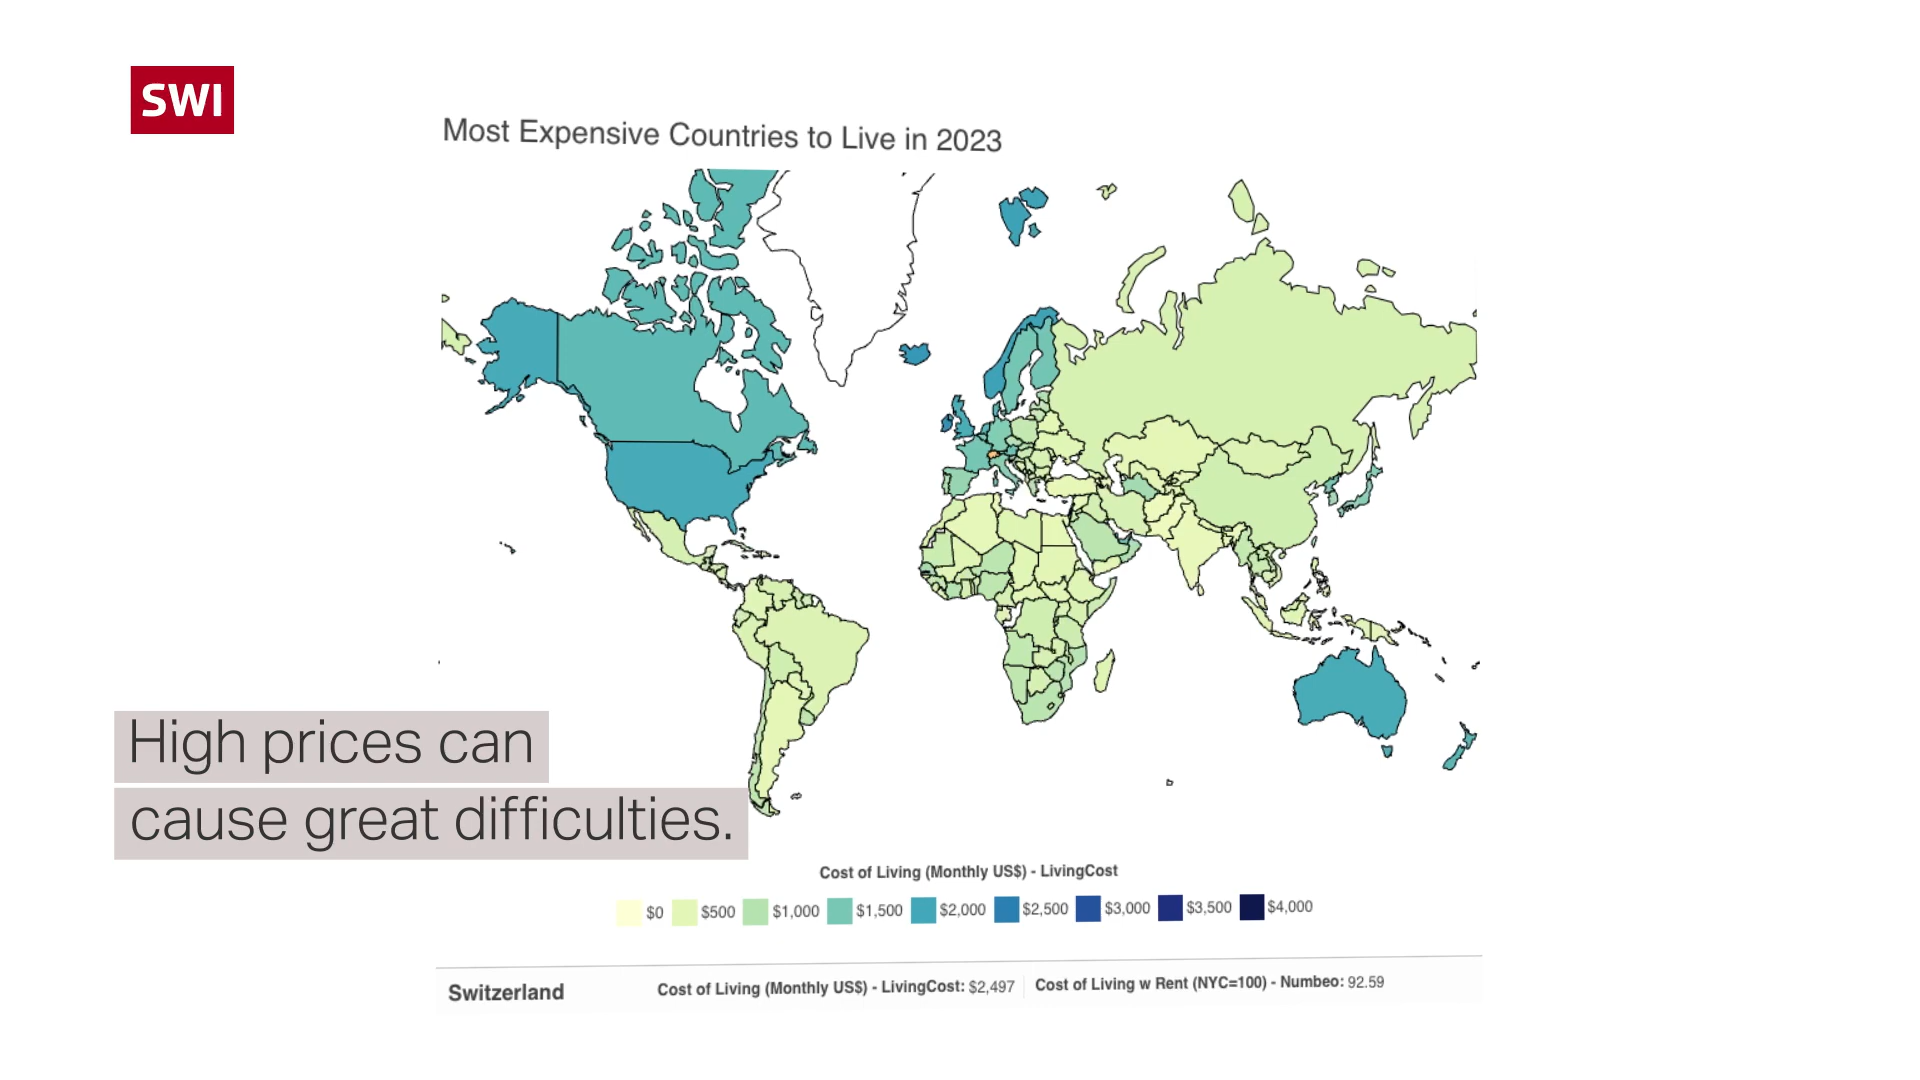 SWI
Most Expensive Countries to Live in 2023
High prices can
cause great difficulties.
Cost of Living (Monthly US$) - LivingCost
$0 $500 $1,000 $1,500 $2,000 $2,500 $3,000 $3,500 $4,000
Switzerland Cost of Living (Monthly US$) - LivingCost: $2,497 Cost of Living w Rent (NYC=100) - Numbeo: 92.59